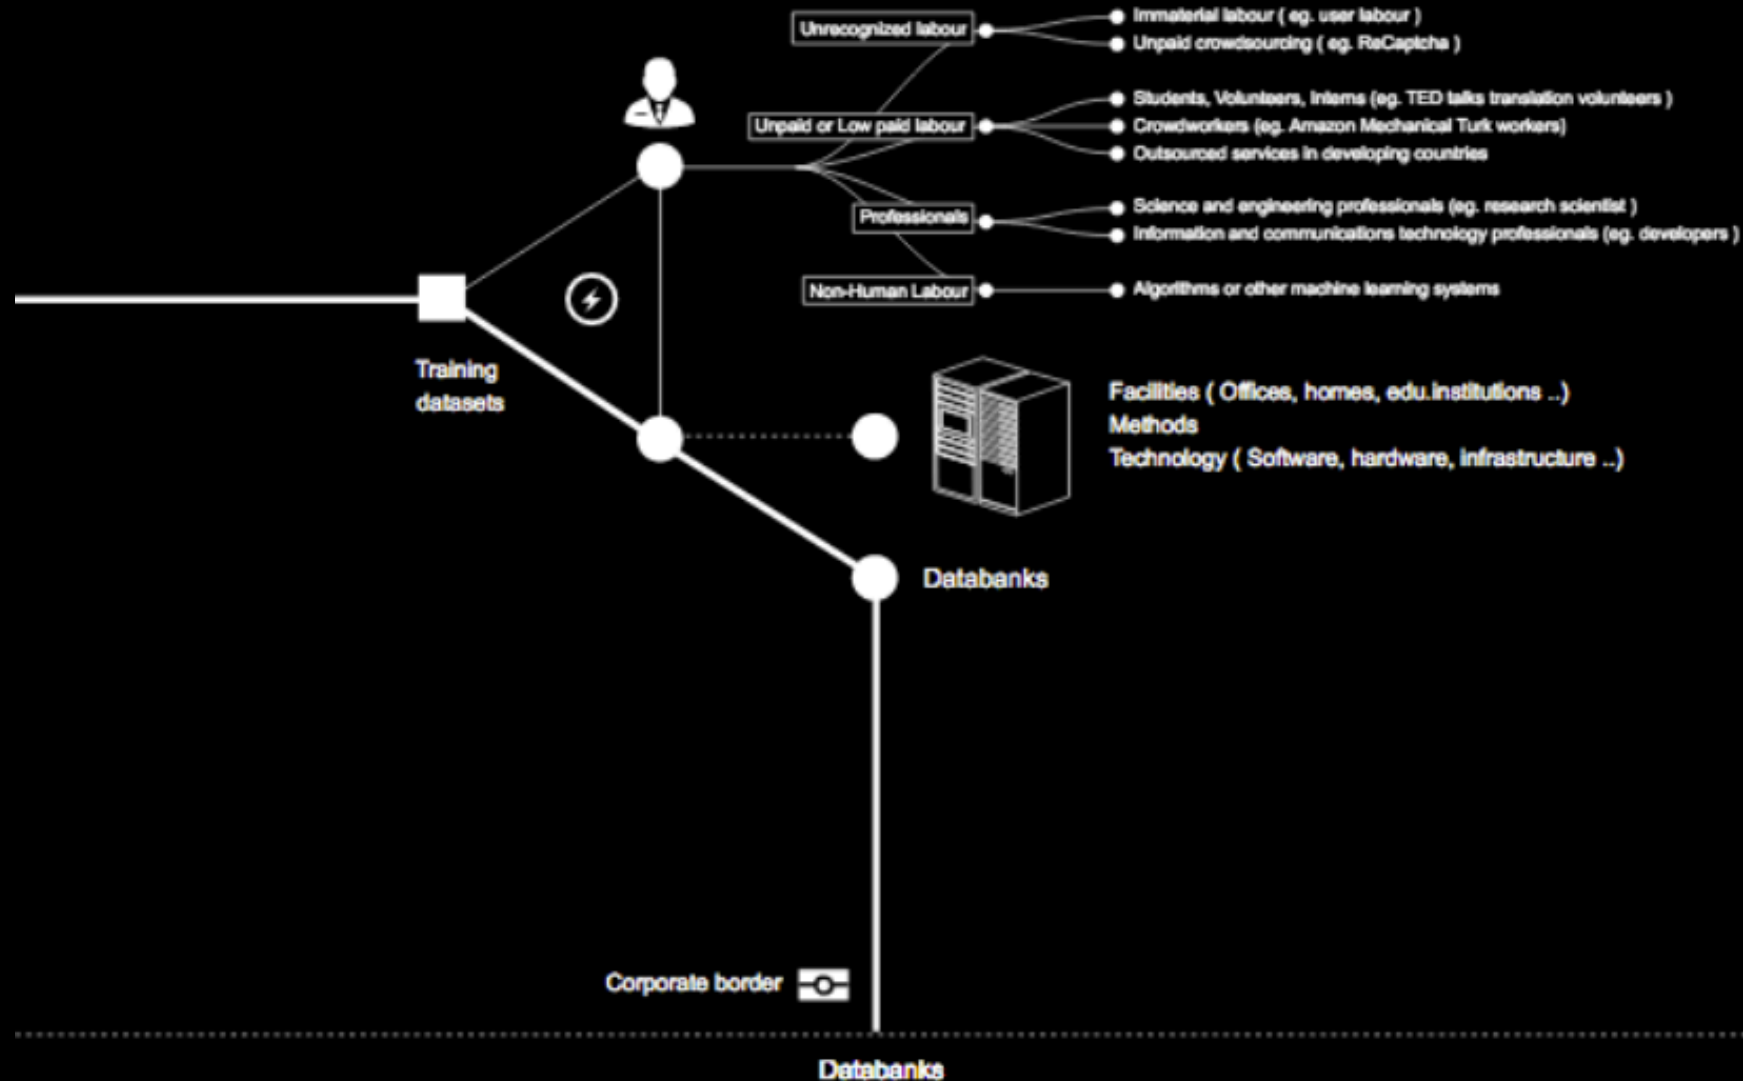 Unrecognized labour
Immaterial labour ( eg. user labour )
Unpaid crowdsourcing ( eg. ReCaptcha )
Unpaid or Low paid labour
Students, Volunteers, Interns (eg. TED talks translation volunteers )
Crowdworkers (eg. Amazon Mechanical Turk workers)
Outsourced services in developing countries
Professionals
Science and engineering professionals (eg. research scientist )
Information and communications technology professionals (eg. developers )
Non-Human Labour
Algorithms or other machine learning systems
Training
datasets
Facilities ( Offices, homes, edu.institutions ..)
Methods
Technology ( Software, hardware, infrastructure ..)
Databanks
Corporate border
Databanks